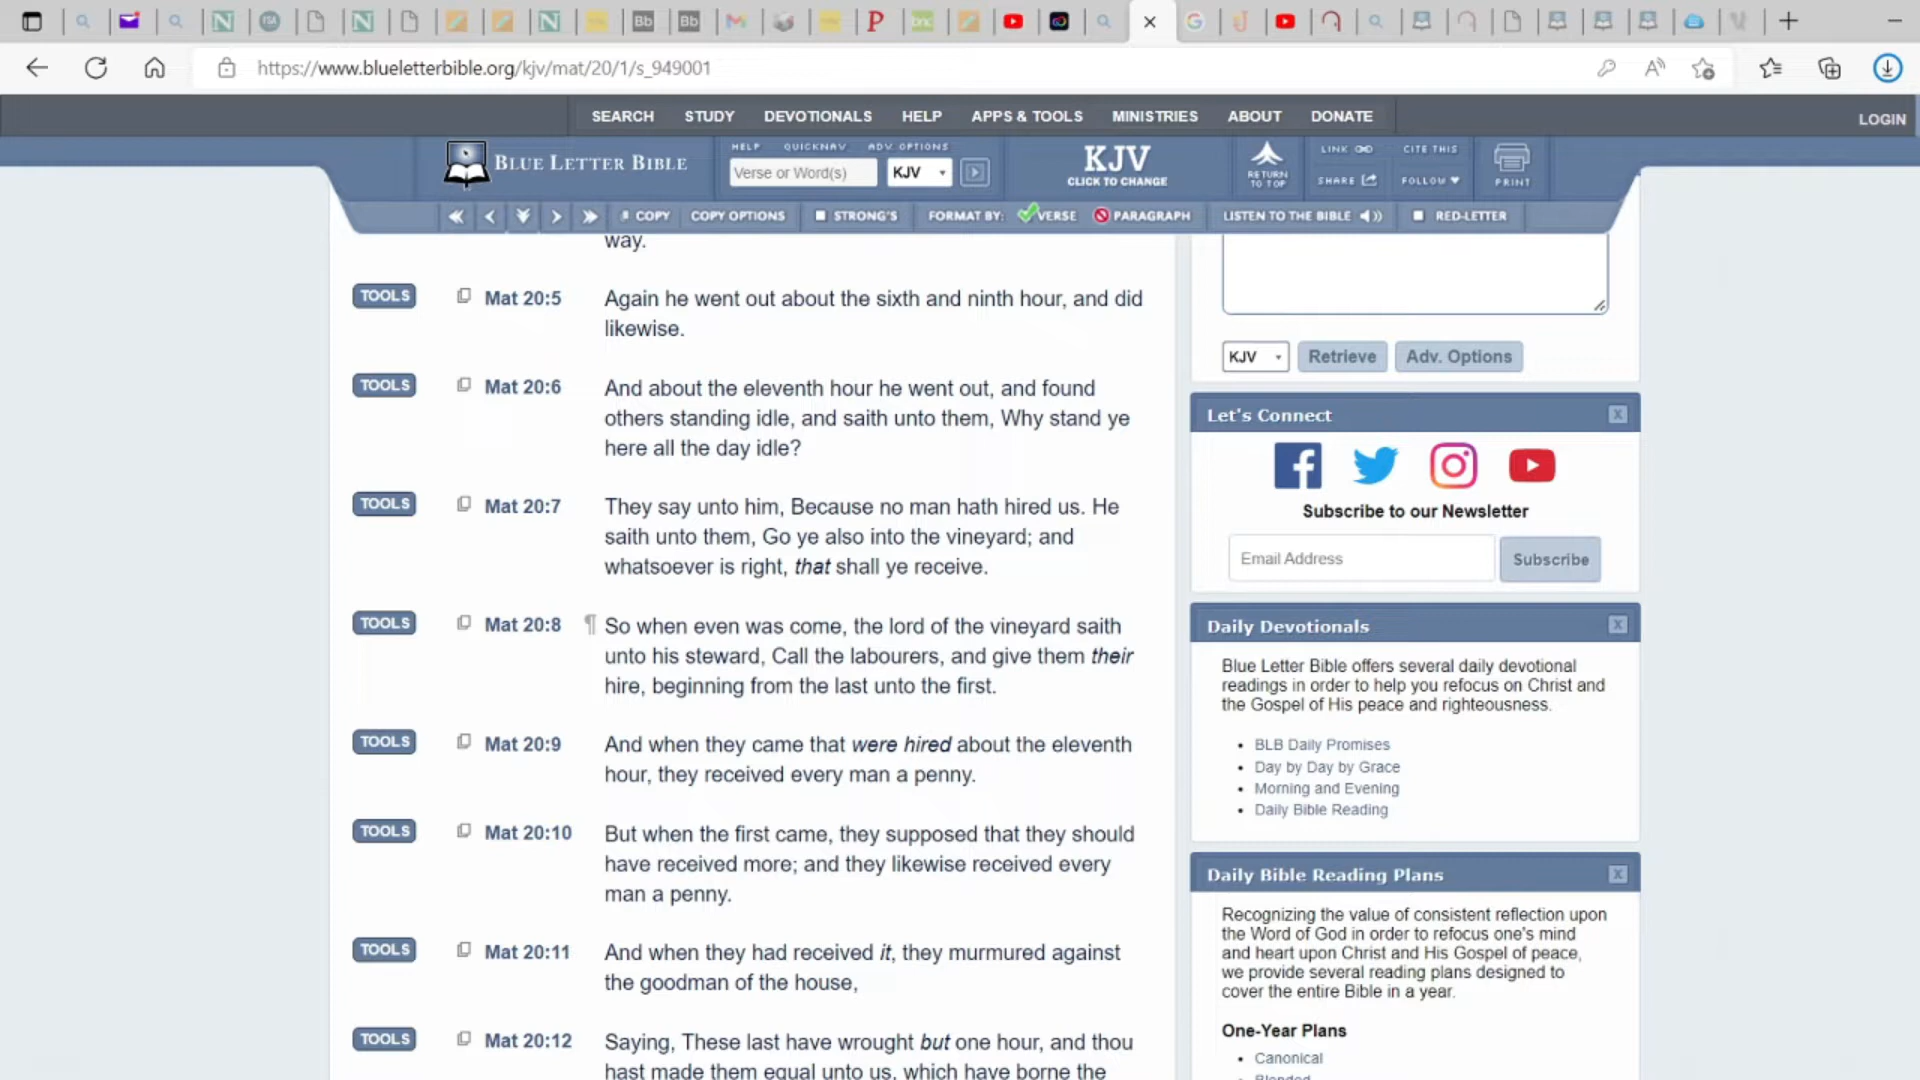 https://www.blueletterbible.org/kjv/mat/20/1/s_949001
SEARCH STUDY DEVOTIONALS HELP APPS & TOOLS MINISTRIES ABOUT DONATE
LOGIN
BLUE LETTER BIBLE
HELP QUICKNAV ADV. OPTIONS
Verse or Word(s) KJV
KJV
CLICK TO CHANGE
RETURN
TO TOP
LINK CITE THIS
SHARE FOLLOW
PRINT
COPY COPY OPTIONS STRONG'S FORMAT BY: VERSE PARAGRAPH LISTEN TO THE BIBLE RED-LETTER
way.
TOOLS Mat 20:5 Again he went out about the sixth and ninth hour, and did
likewise.
TOOLS Mat 20:6 And about the eleventh hour he went out, and found
others standing idle, and saith unto them, Why stand ye
here all the day idle?
TOOLS Mat 20:7 They say unto him, Because no man hath hired us. He
saith unto them, Go ye also into the vineyard; and
whatsoever is right, that shall ye receive.
TOOLS Mat 20:8 ¶ So when even was come, the lord of the vineyard saith
unto his steward, Call the labourers, and give them their
hire, beginning from the last unto the first.
TOOLS Mat 20:9 And when they came that were hired about the eleventh
hour, they received every man a penny.
TOOLS Mat 20:10 But when the first came, they supposed that they should
have received more; and they likewise received every
man a penny.
TOOLS Mat 20:11 And when they had received it, they murmured against
the goodman of the house,
TOOLS Mat 20:12 Saying, These last have wrought but one hour, and thou
hast made them equal unto us, which have borne the
KJV Retrieve Adv. Options
Let's Connect X
Subscribe to our Newsletter
Email Address Subscribe
Daily Devotionals X
Blue Letter Bible offers several daily devotional
readings in order to help you refocus on Christ and
the Gospel of His peace and righteousness.
• BLB Daily Promises
• Day by Day by Grace
• Morning and Evening
• Daily Bible Reading
Daily Bible Reading Plans X
Recognizing the value of consistent reflection upon
the Word of God in order to refocus one's mind
and heart upon Christ and His Gospel of peace,
we provide several reading plans designed to
cover the entire Bible in a year.
One-Year Plans
• Canonical